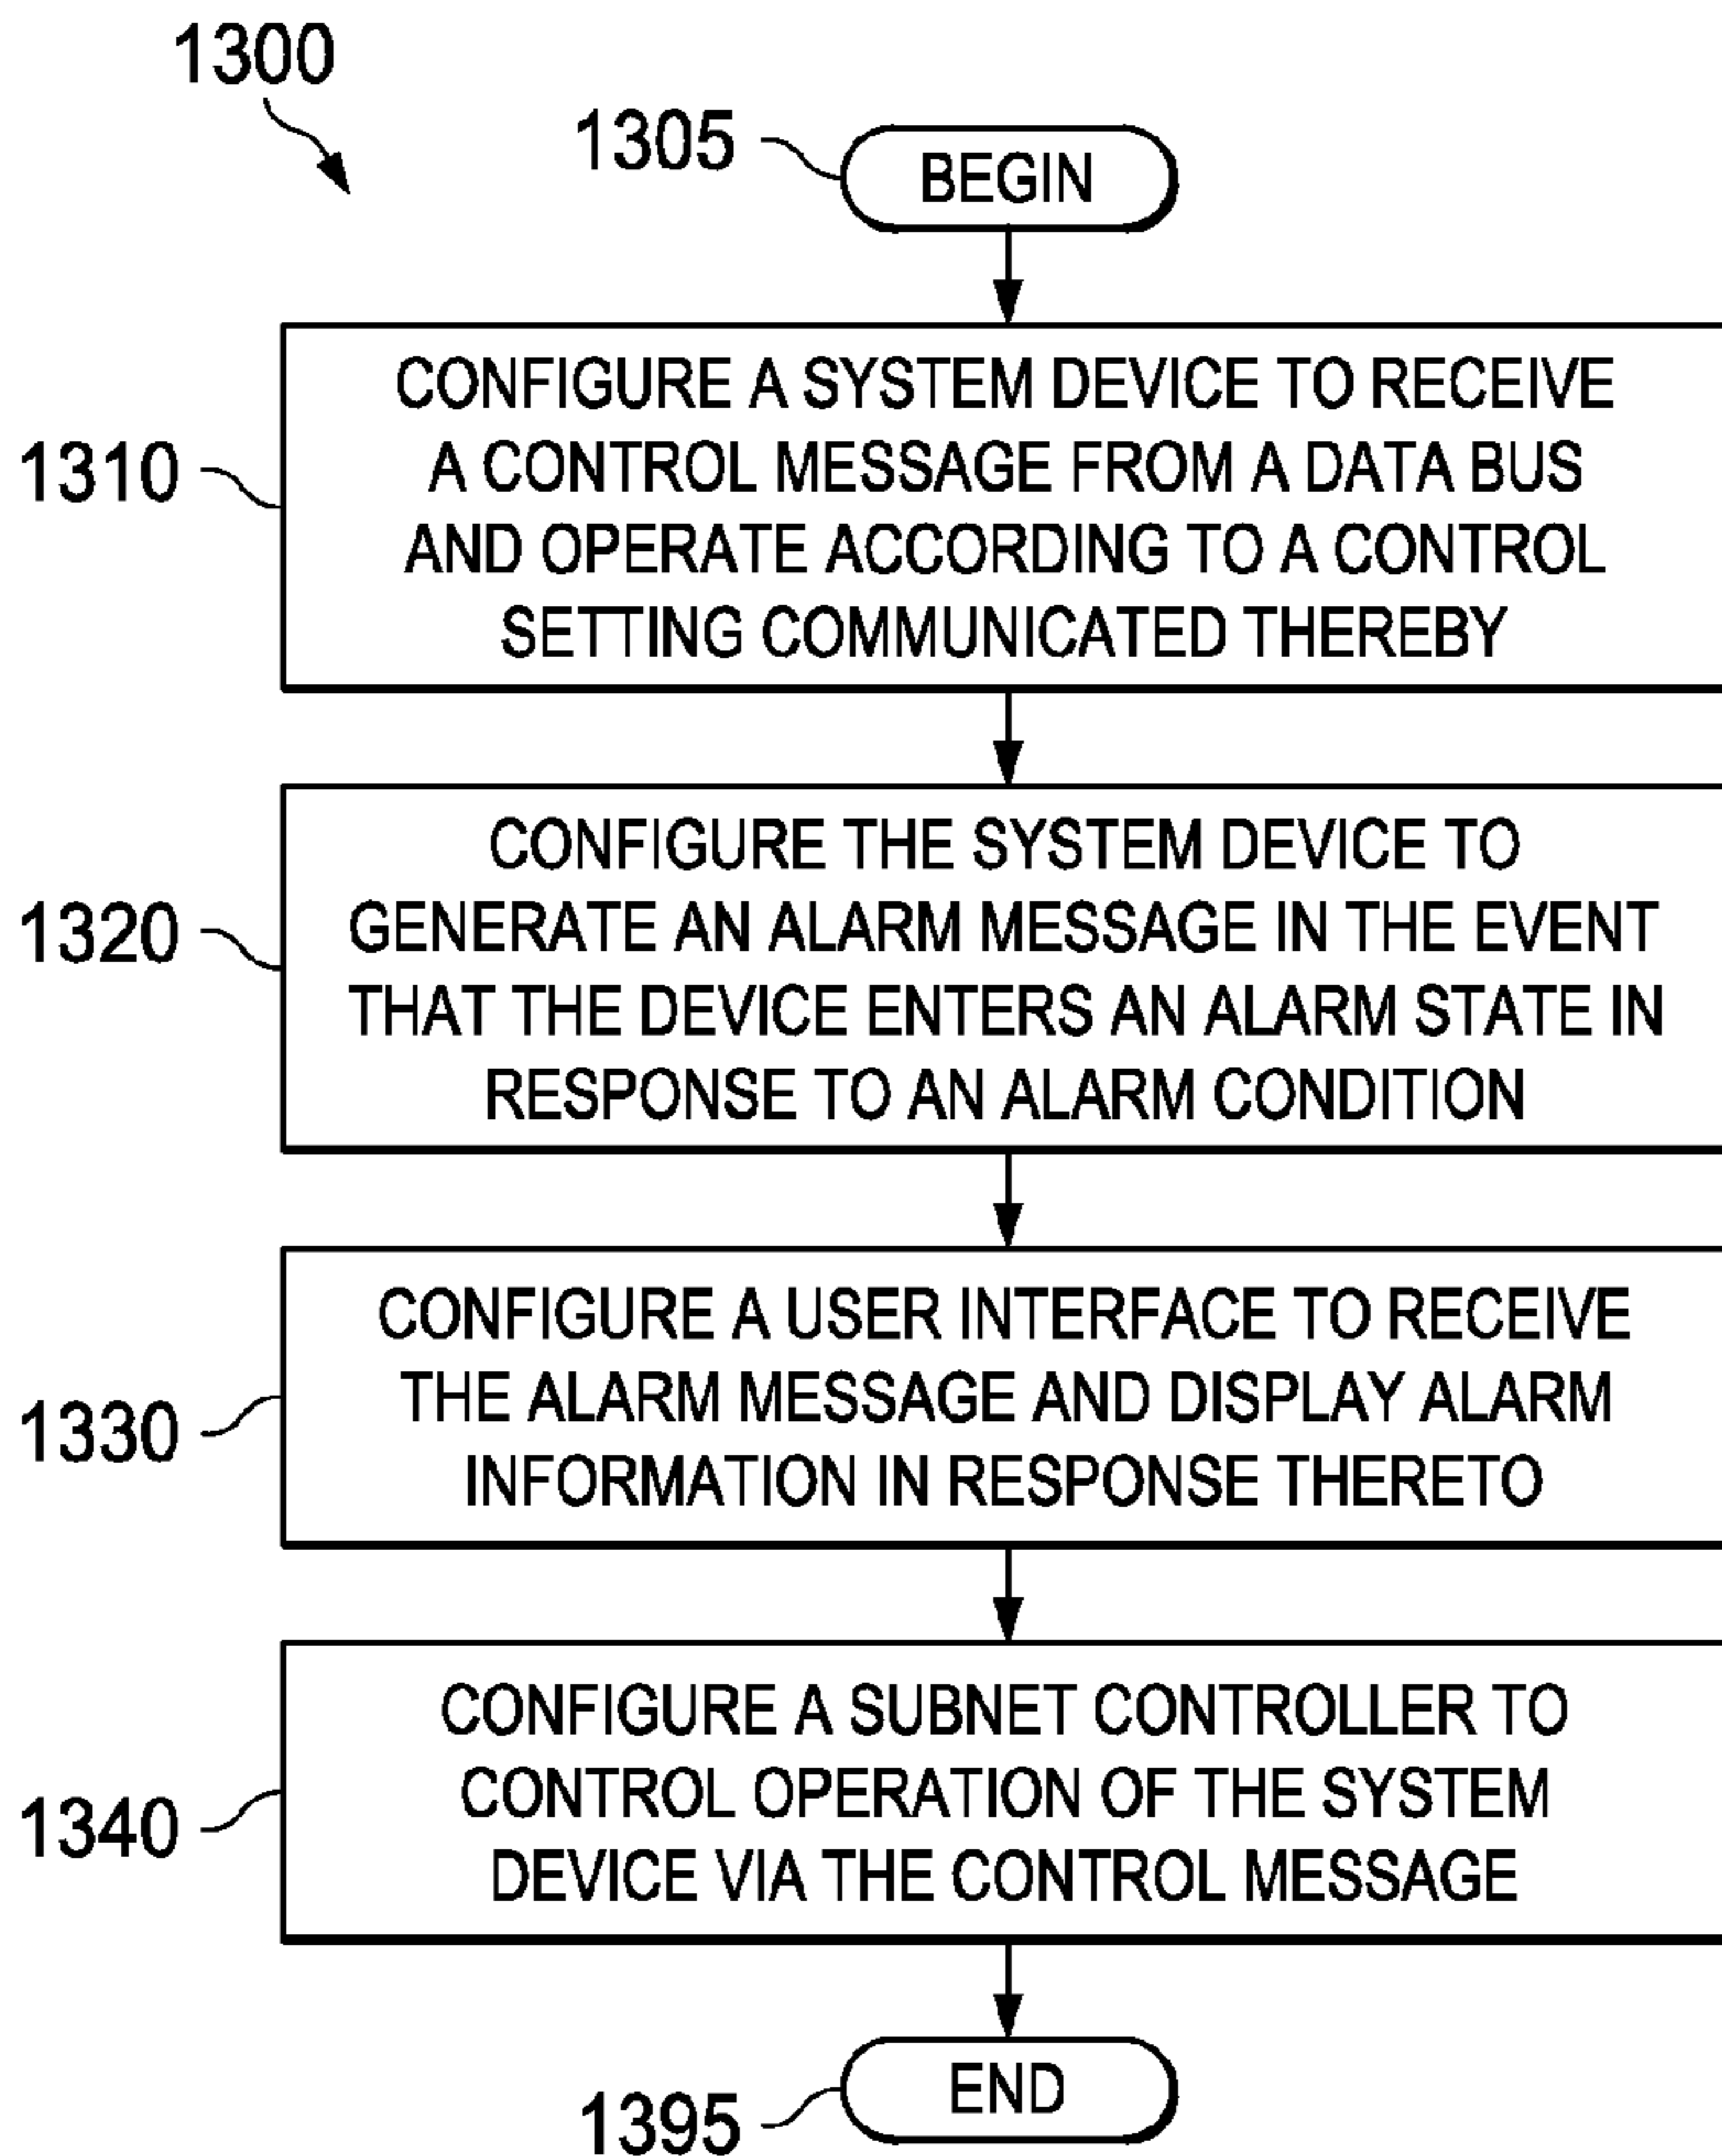 1300
1305
BEGIN
1310
CONFIGURE A SYSTEM DEVICE TO RECEIVE
A CONTROL MESSAGE FROM A DATA BUS
AND OPERATE ACCORDING TO A CONTROL
SETTING COMMUNICATED THEREBY
1320
CONFIGURE THE SYSTEM DEVICE TO
GENERATE AN ALARM MESSAGE IN THE EVENT
THAT THE DEVICE ENTERS AN ALARM STATE IN
RESPONSE TO AN ALARM CONDITION
1330
CONFIGURE A USER INTERFACE TO RECEIVE
THE ALARM MESSAGE AND DISPLAY ALARM
INFORMATION IN RESPONSE THERETO
1340
CONFIGURE A SUBNET CONTROLLER TO
CONTROL OPERATION OF THE SYSTEM
DEVICE VIA THE CONTROL MESSAGE
1395
END